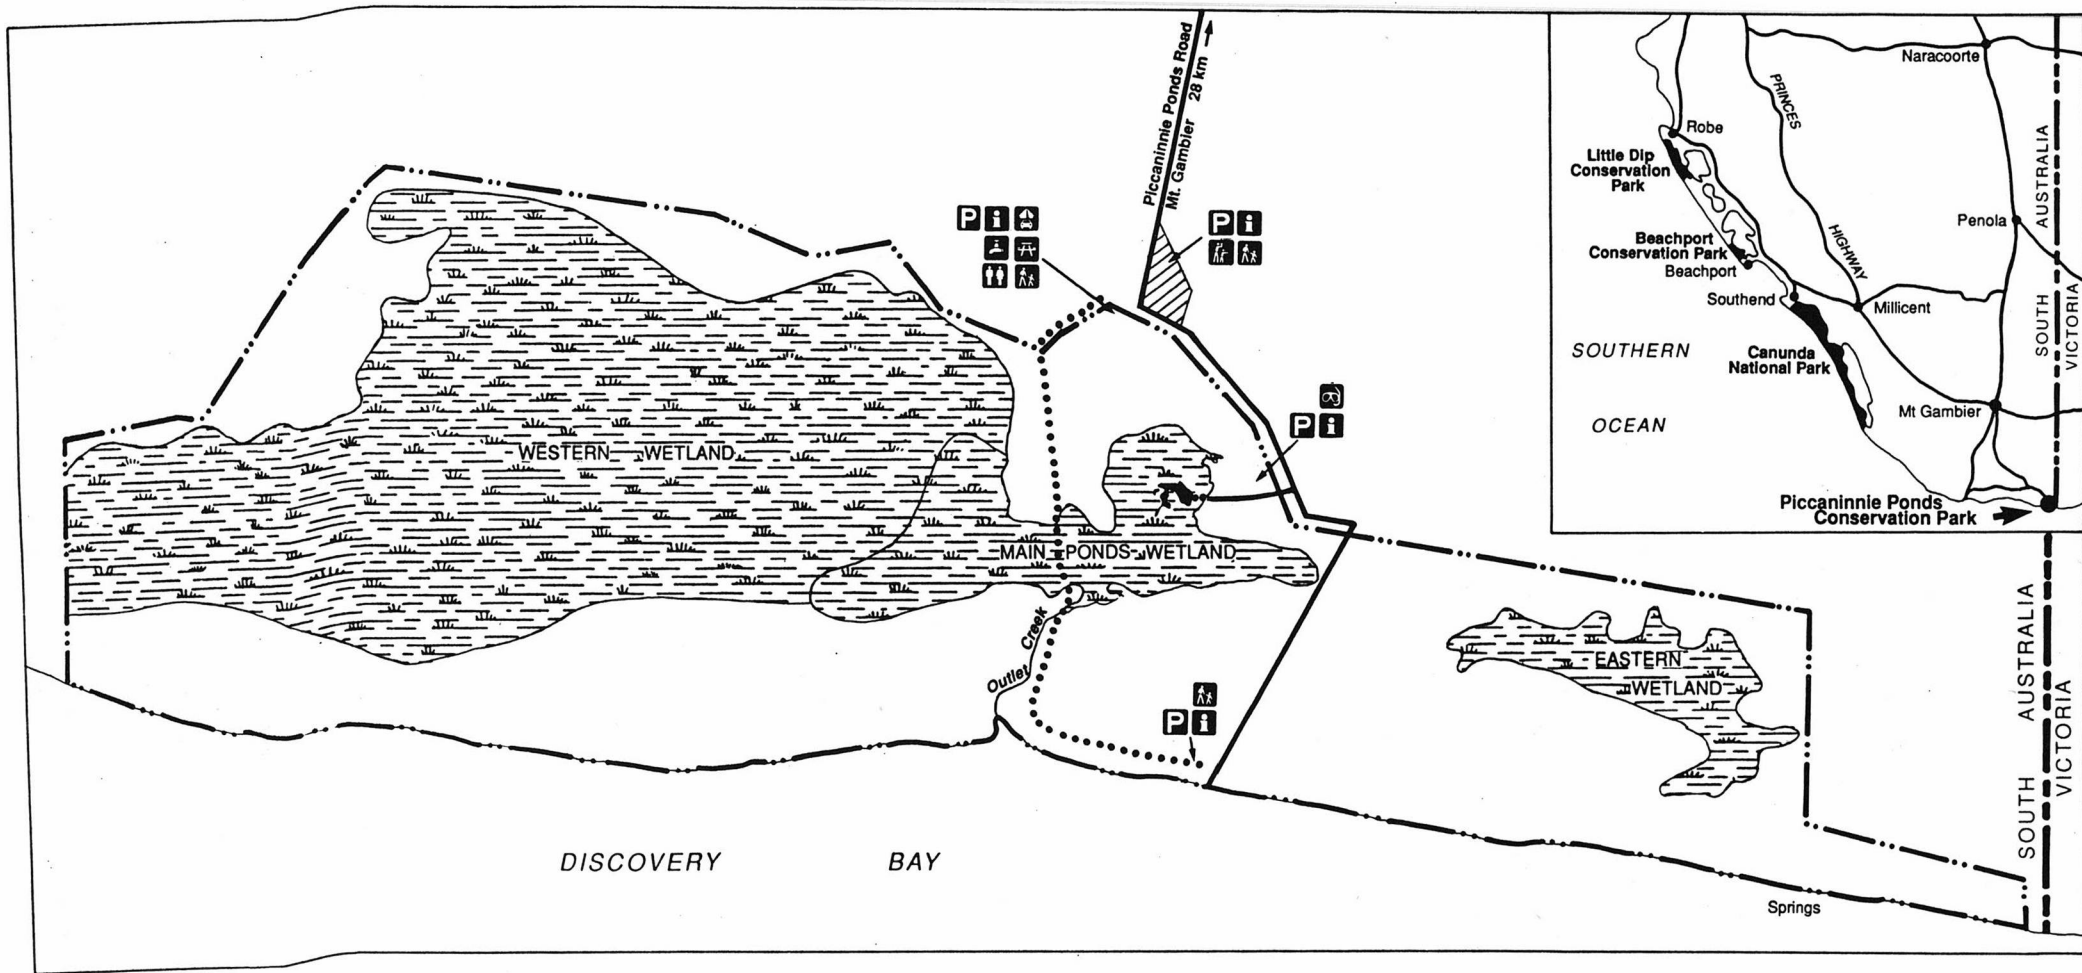 Piccaninnie Ponds Road
Mt. Gambier 28 km
P i
P i
P i
P i
WESTERN WETLAND
MAIN PONDS WETLAND
EASTERN
WETLAND
Outlet Creek
DISCOVERY BAY
Springs
SOUTH AUSTRALIA
VICTORIA
Naracoorte
PRINCES
HIGHWAY
Robe
Little Dip
Conservation
Park
Penola
Beachport
Conservation Park
Beachport
Southend
Millicent
SOUTHERN
OCEAN
Canunda
National Park
Mt Gambier
SOUTH AUSTRALIA
VICTORIA
Piccaninnie Ponds
Conservation Park